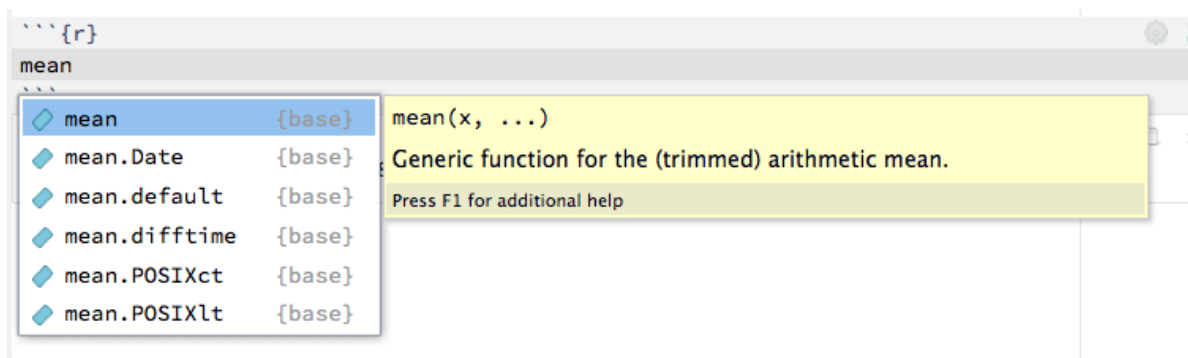 ```{r}
mean
```
mean {base}
mean.Date {base}
mean.default {base}
mean.difftime {base}
mean.POSIXct {base}
mean.POSIXlt {base}
mean(x, ...)
Generic function for the (trimmed) arithmetic mean.
Press F1 for additional help